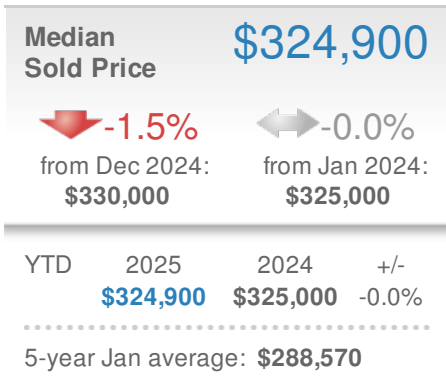 Median
Sold Price
$324,900
-1.5%
from Dec 2024:
$330,000
-0.0%
from Jan 2024:
$325,000
YTD 2025 2024 +/-
$324,900 $325,000 -0.0%
5-year Jan average: $288,570